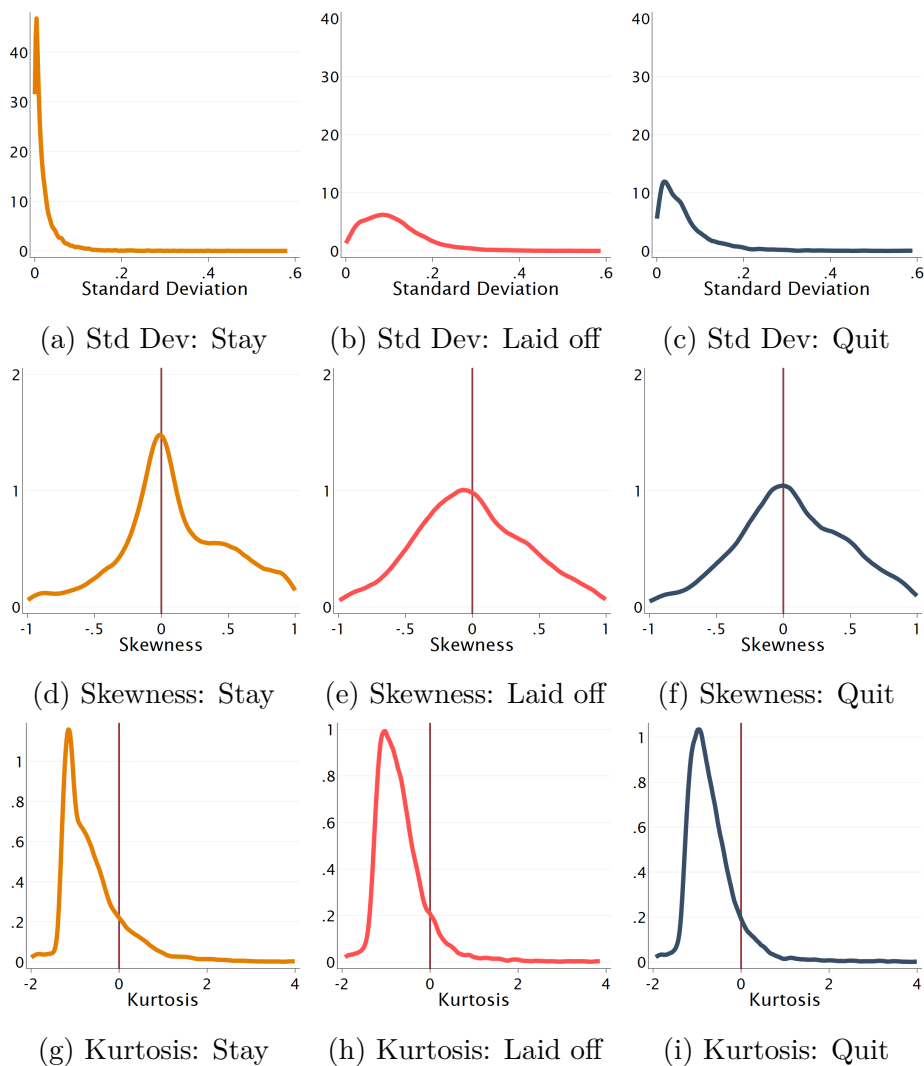 40
30
20
10
0
0 .2 .4 .6
Standard Deviation
40
30
20
10
0
0 .2 .4 .6
Standard Deviation
40
30
20
10
0
0 .2 .4 .6
Standard Deviation
(a) Std Dev: Stay
(b) Std Dev: Laid off
(c) Std Dev: Quit
2
1
0
-1 -.5 0 .5 1
Skewness
2
1
0
-1 -.5 0 .5 1
Skewness
2
1
0
-1 -.5 0 .5 1
Skewness
(d) Skewness: Stay
(e) Skewness: Laid off
(f) Skewness: Quit
1
.8
.6
.4
.2
0
-2 0 2 4
Kurtosis
1
.8
.6
.4
.2
0
-2 0 2 4
Kurtosis
1
.8
.6
.4
.2
0
-2 0 2 4
Kurtosis
(g) Kurtosis: Stay
(h) Kurtosis: Laid off
(i) Kurtosis: Quit